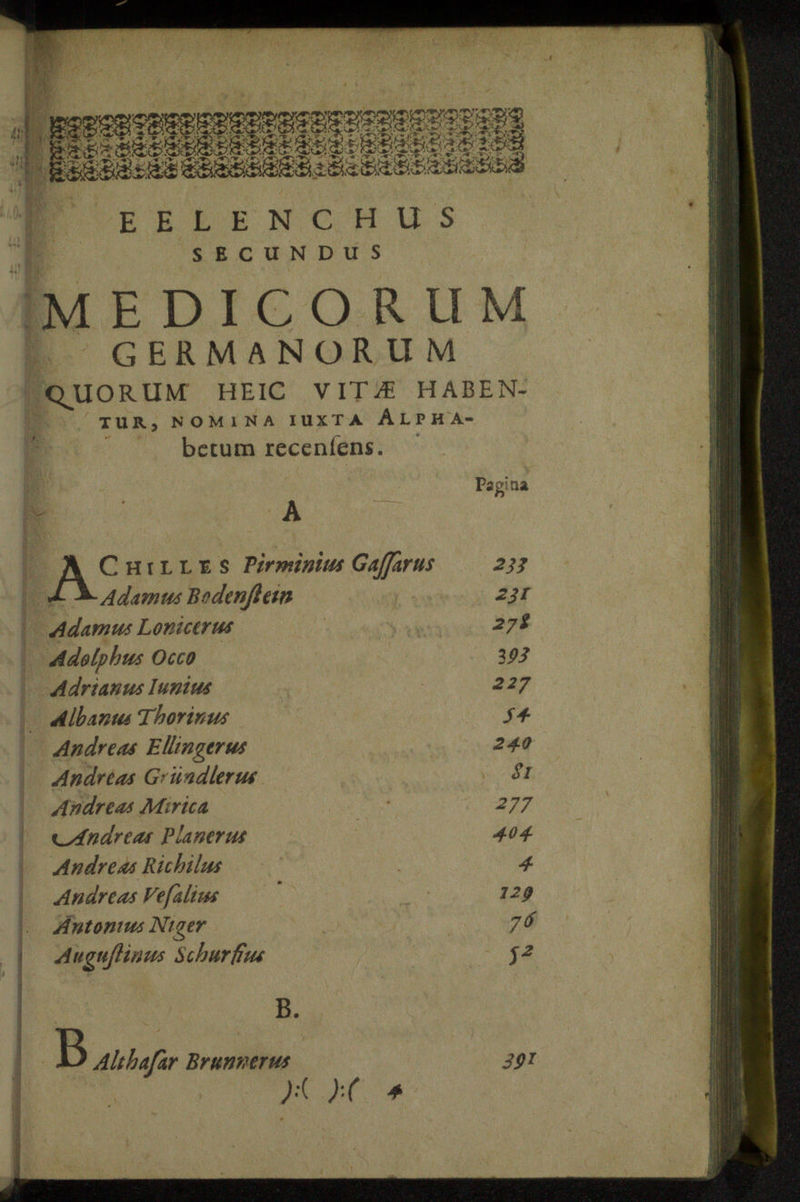 EELENCHUS
SECUNDUS
MEDICORUM
GERMANORUM
QUORUM HEIC VITÆ HABEN-
TUR, NOMINA IUXTA ALPHA-
betum recenſens.
Pagina
A
ACHILLES Pirminius Gaſſarus 233
Adamus Bodenſtein 231
Adamus Lonicerus 278
Adolphus Occo 393
Adrianus Iunius 227
Albanus Thorinus 54
Andreas Ellingerus 240
Andreas Gründlerus 81
Andreas Mirica 277
Andreas Planerus 404
Andreas Richilus 4
Andreas Veſalius 129
Antonius Niger 76
Auguſtinus Schurfius 52
B.
BAlthaſar Brunnerus 391
):( ):( 4